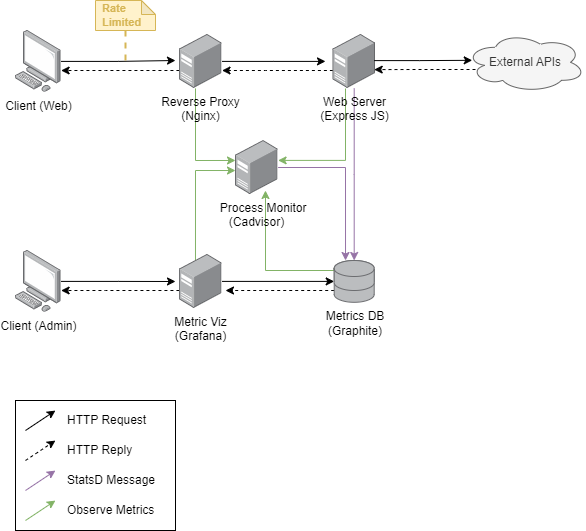 Rate
Limited
Client (Web)
Reverse Proxy
(Nginx)
Web Server
(Express JS)
External APIs
Process Monitor
(Cadvisor)
Client (Admin)
Metric Viz
(Grafana)
Metrics DB
(Graphite)
HTTP Request
HTTP Reply
StatsD Message
Observe Metrics